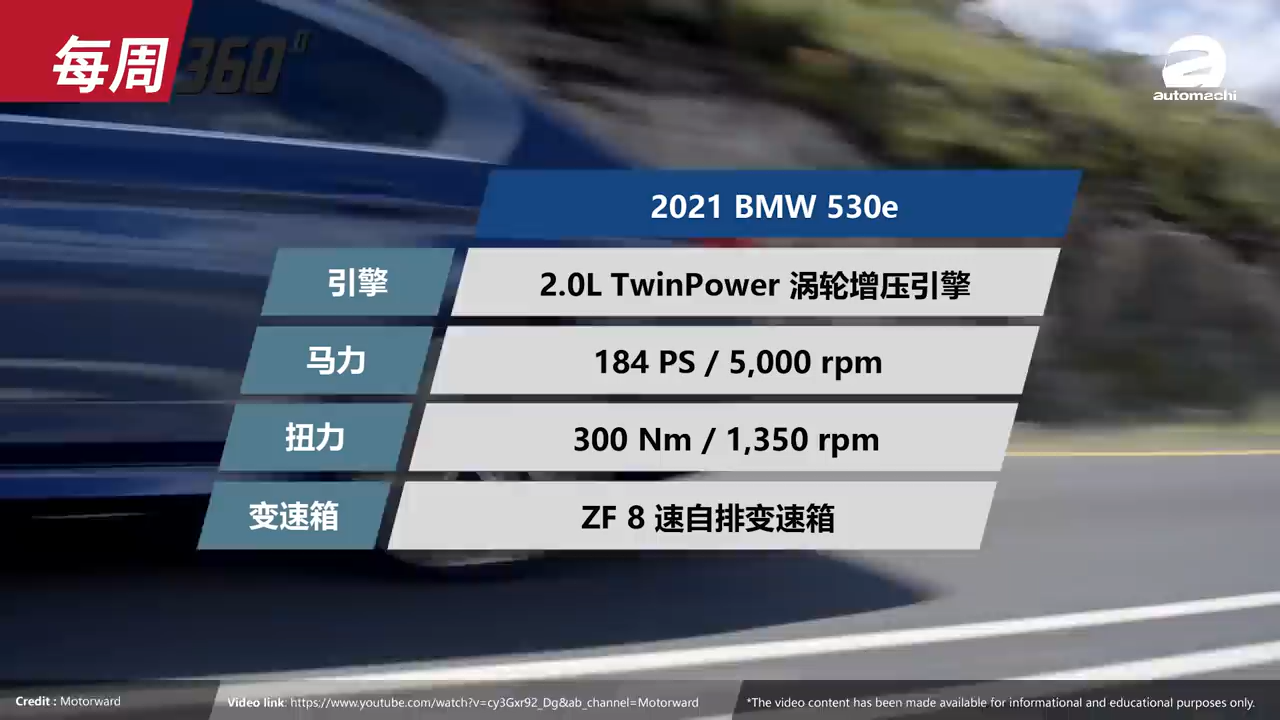 每周360°
automachi
2021 BMW 530e
引擎 2.0L TwinPower 涡轮增压引擎
马力 184 PS / 5,000 rpm
扭力 300 Nm / 1,350 rpm
变速箱 ZF 8 速自排变速箱
Credit : Motorward
Video link: https://www.youtube.com/watch?v=cy3Gxr92_Dg&ab_channel=Motorward
*The video content has been made available for informational and educational purposes only.